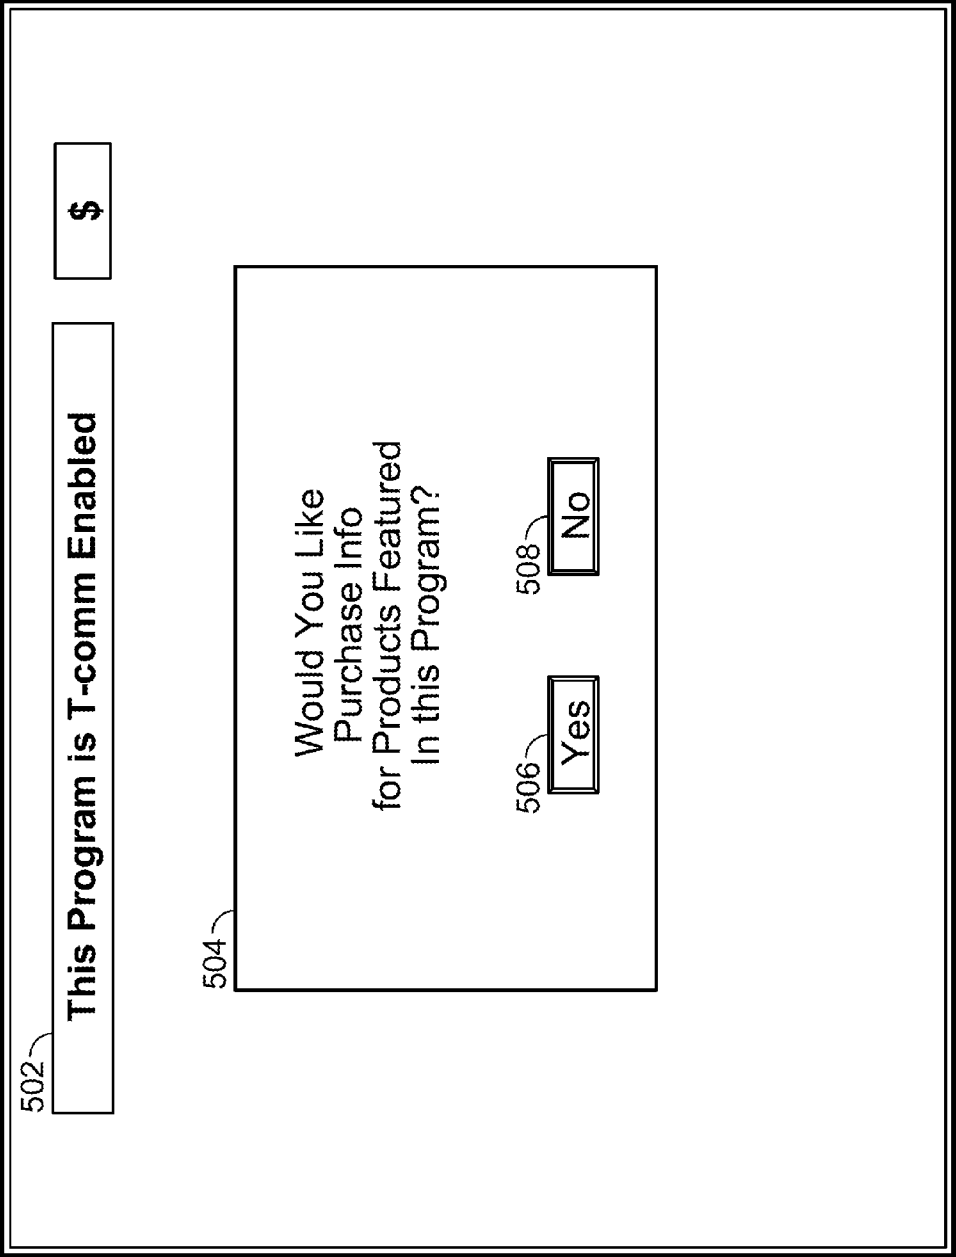 502
This Program is T-comm Enabled
$
504
Would You Like
Purchase Info
for Products Featured
In this Program?
506
Yes
508
No